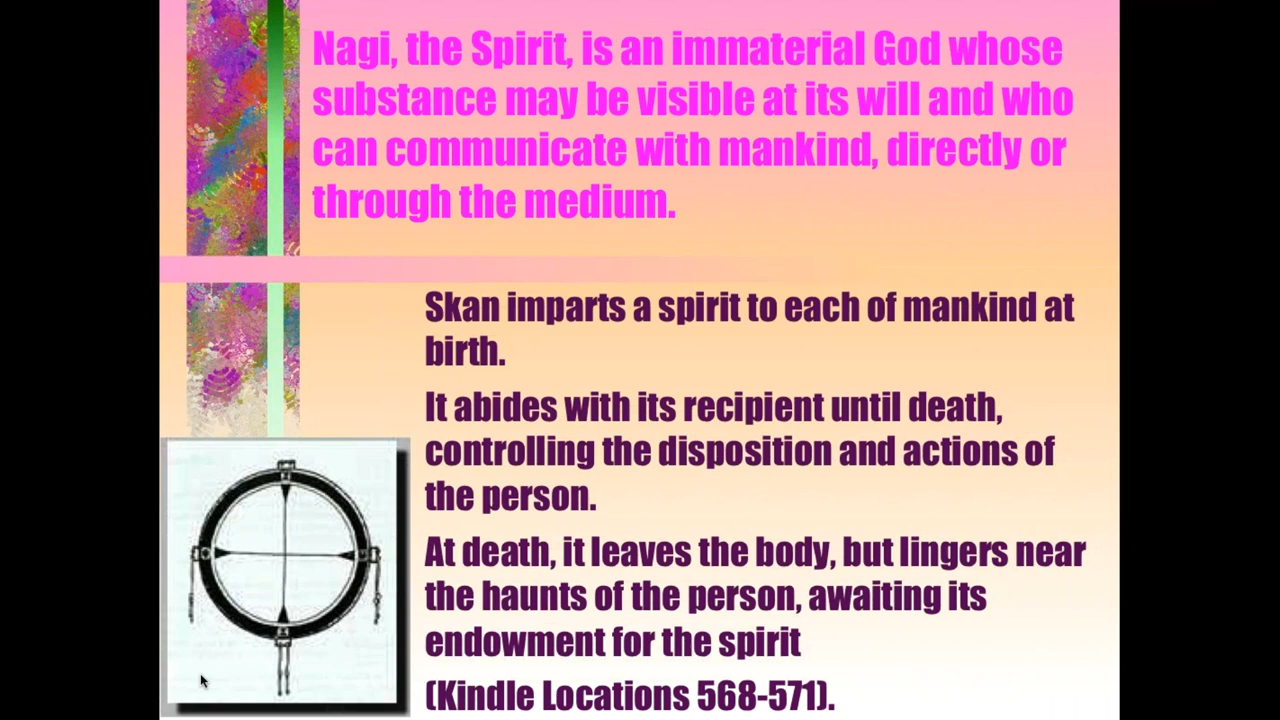 Nagi, the Spirit, is an immaterial God whose
substance may be visible at its will and who
can communicate with mankind, directly or
through the medium.
Skan imparts a spirit to each of mankind at
birth.
It abides with its recipient until death,
controlling the disposition and actions of
the person.
At death, it leaves the body, but lingers near
the haunts of the person, awaiting its
endowment for the spirit
(Kindle Locations 568-571).